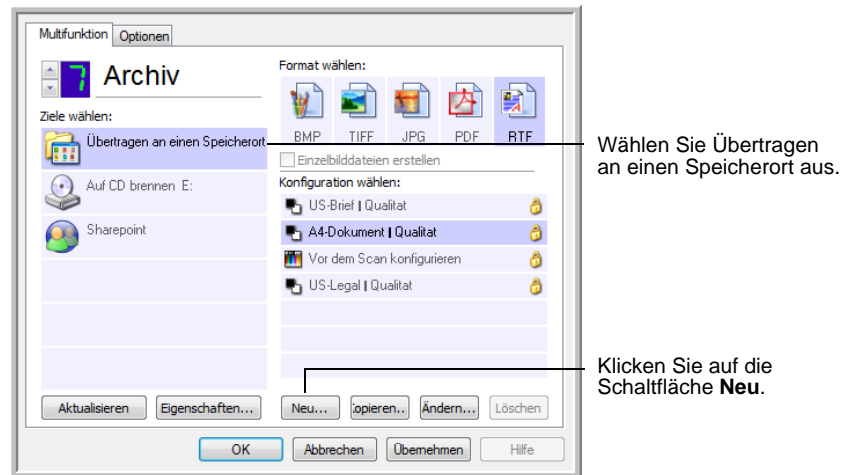 Multifunktion Optionen
7 Archiv
Ziele wählen:
Übertragen an einen Speicherort
Auf CD brennen E:
Sharepoint
Aktualisieren Eigenschaften...
Format wählen:
BMP TIFF JPG PDF RTF
Einzelbilddateien erstellen
Konfiguration wählen:
US-Brief | Qualitat
A4-Dokument | Qualitat
Vor dem Scan konfigurieren
US-Legal | Qualitat
Neu... opieren... Ändern... Löschen
OK Abbrechen Übernehmen Hilfe
Wählen Sie Übertragen
an einen Speicherort aus.
Klicken Sie auf die
Schaltfläche Neu.